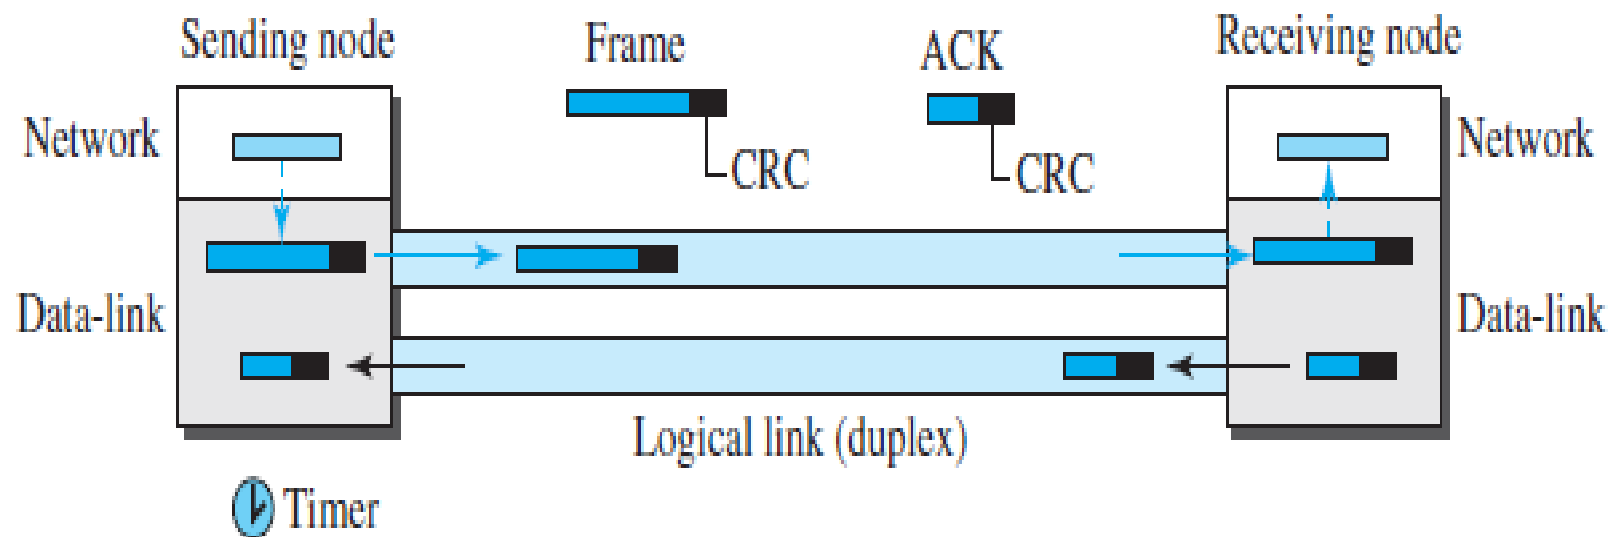 Sending node
Frame
ACK
Receiving node
Network
CRC
CRC
Network
Data-link
Data-link
Logical link (duplex)
Timer